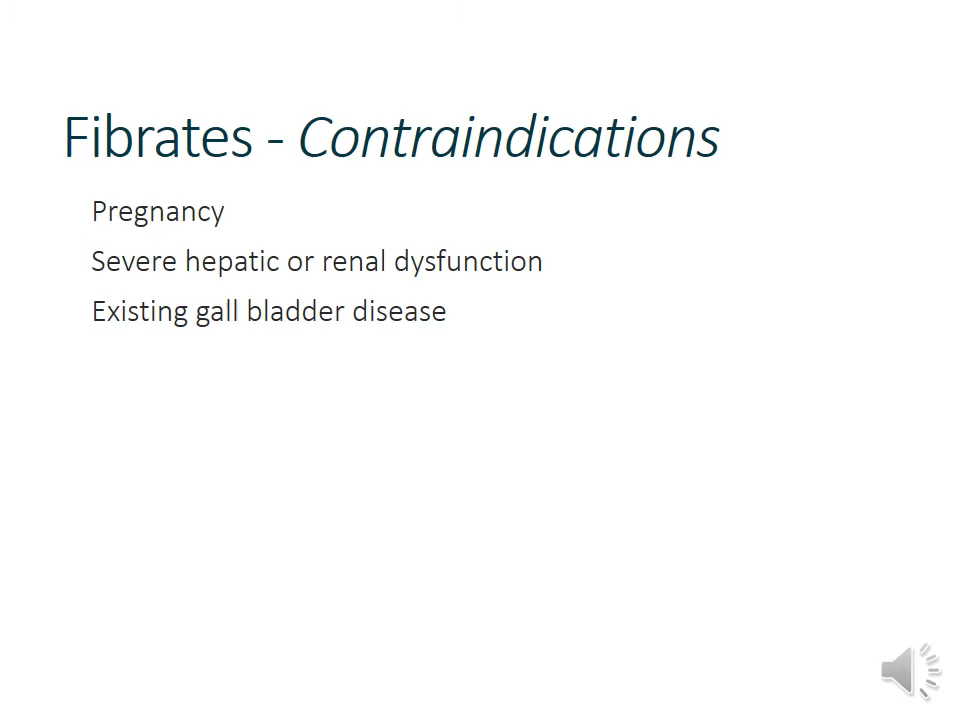 Fibrates - Contraindications
Pregnancy
Severe hepatic or renal dysfunction
Existing gall bladder disease